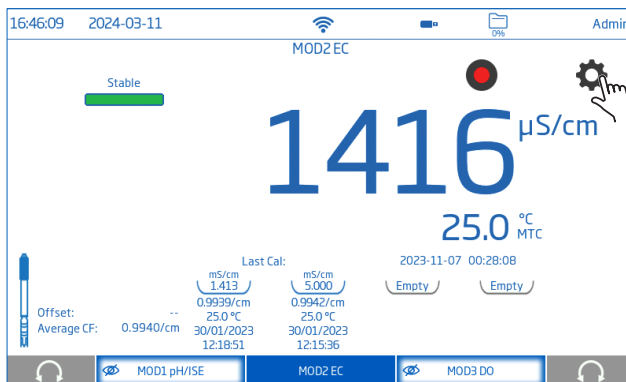 16:46:09 2024-03-11 0% Admin
MOD2 EC
Stable
1416 µS/cm
25.0 °C
MTC
Last Cal: 2023-11-07 00:28:08
mS/cm mS/cm
1.413 5.000 Empty Empty
0.9939/cm 0.9942/cm
Offset: -- 25.0 °C 25.0 °C
Average CF: 0.9940/cm 30/01/2023 30/01/2023
12:18:51 12:15:36
MOD1 pH/ISE MOD2 EC MOD3 DO